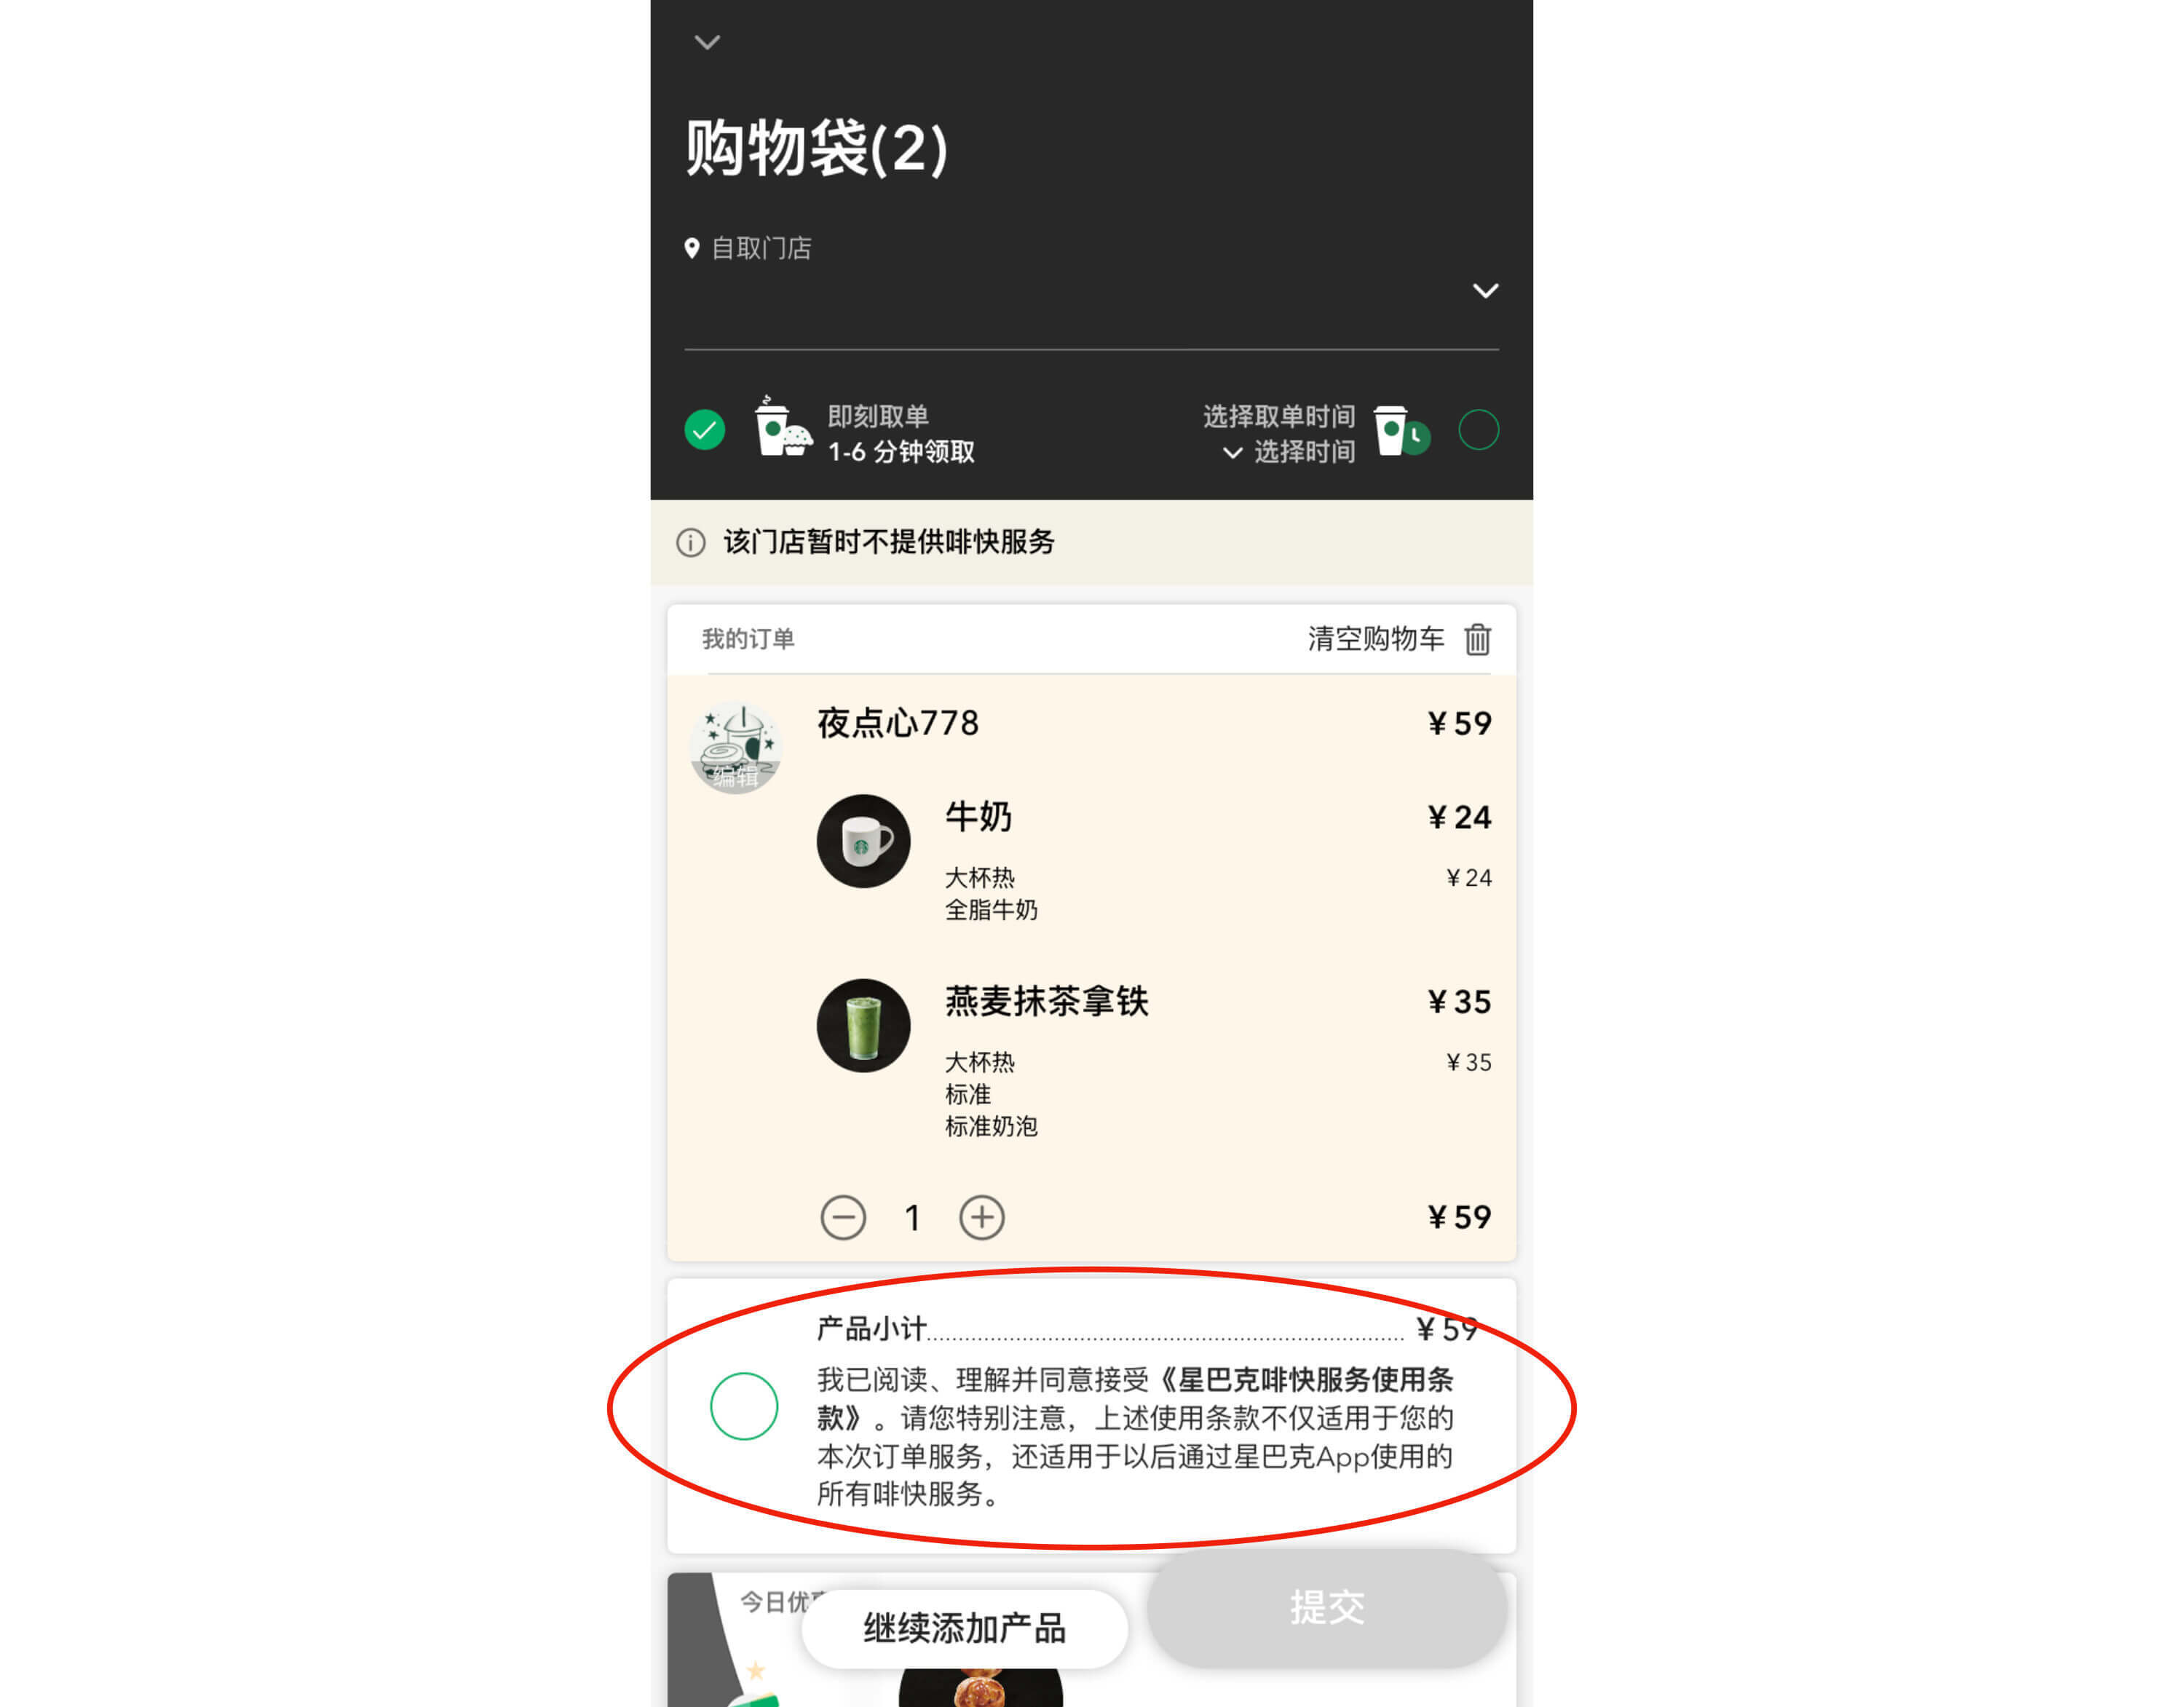 购物袋(2)
自取门店
即刻取单
1-6 分钟领取
选择取单时间
选择时间
该门店暂时不提供啡快服务
我的订单
清空购物车
夜点心778
¥59
编辑
牛奶
¥24
大杯热
¥24
全脂牛奶
燕麦抹茶拿铁
¥35
大杯热
¥35
标准
标准奶泡
1
¥59
产品小计
¥59
我已阅读、理解并同意接受《星巴克啡快服务使用条
款》。请您特别注意，上述使用条款不仅适用于您的
本次订单服务，还适用于以后通过星巴克App使用的
所有啡快服务。
今日优
继续添加产品
提交